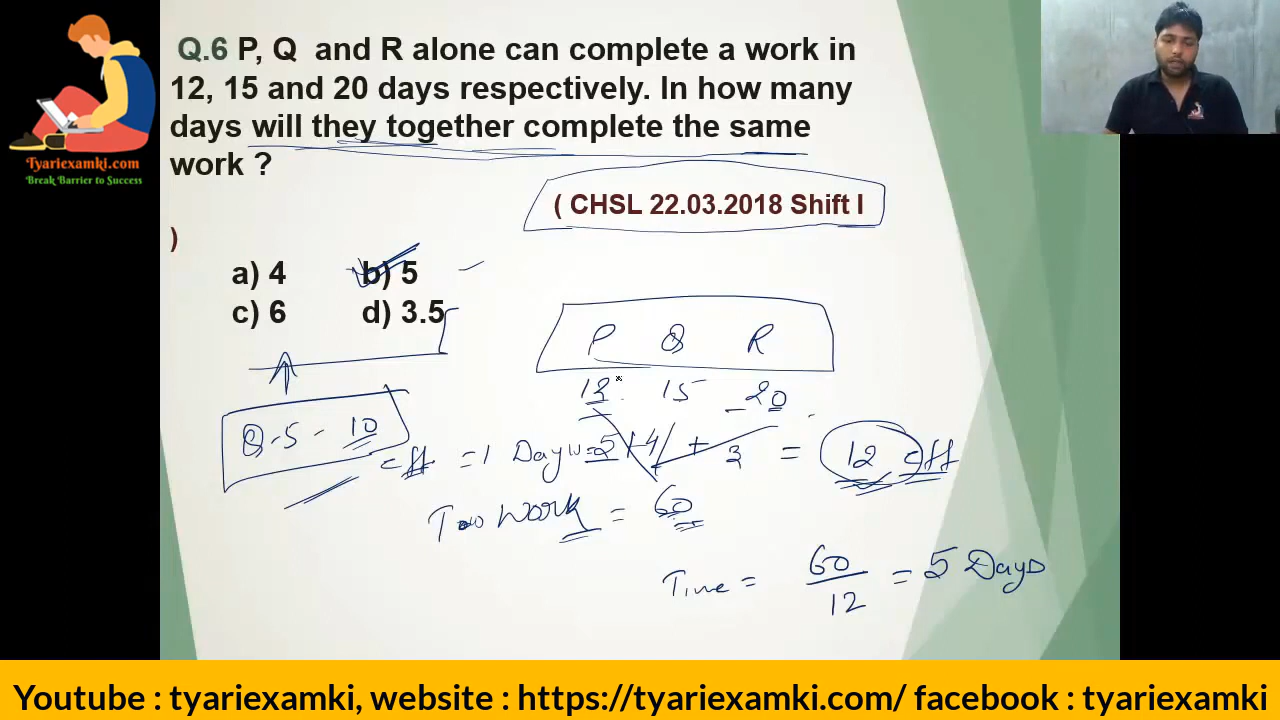 Q.6 P, Q and R alone can complete a work in
12, 15 and 20 days respectively. In how many
days will they together complete the same
work ?
( CHSL 22.03.2018 Shift I
)
a) 4 b) 5
c) 6 d) 3.5
Tyariexamki.com
Break Barrier to Success
P Q R
12 15 20
Q.5 - 10
eff = 1 Day W = 5 + 4 + 3 = 12 eff
Work = 60
Time = 60/12 = 5 Days
Youtube : tyariexamki, website : https://tyariexamki.com/ facebook : tyariexamki